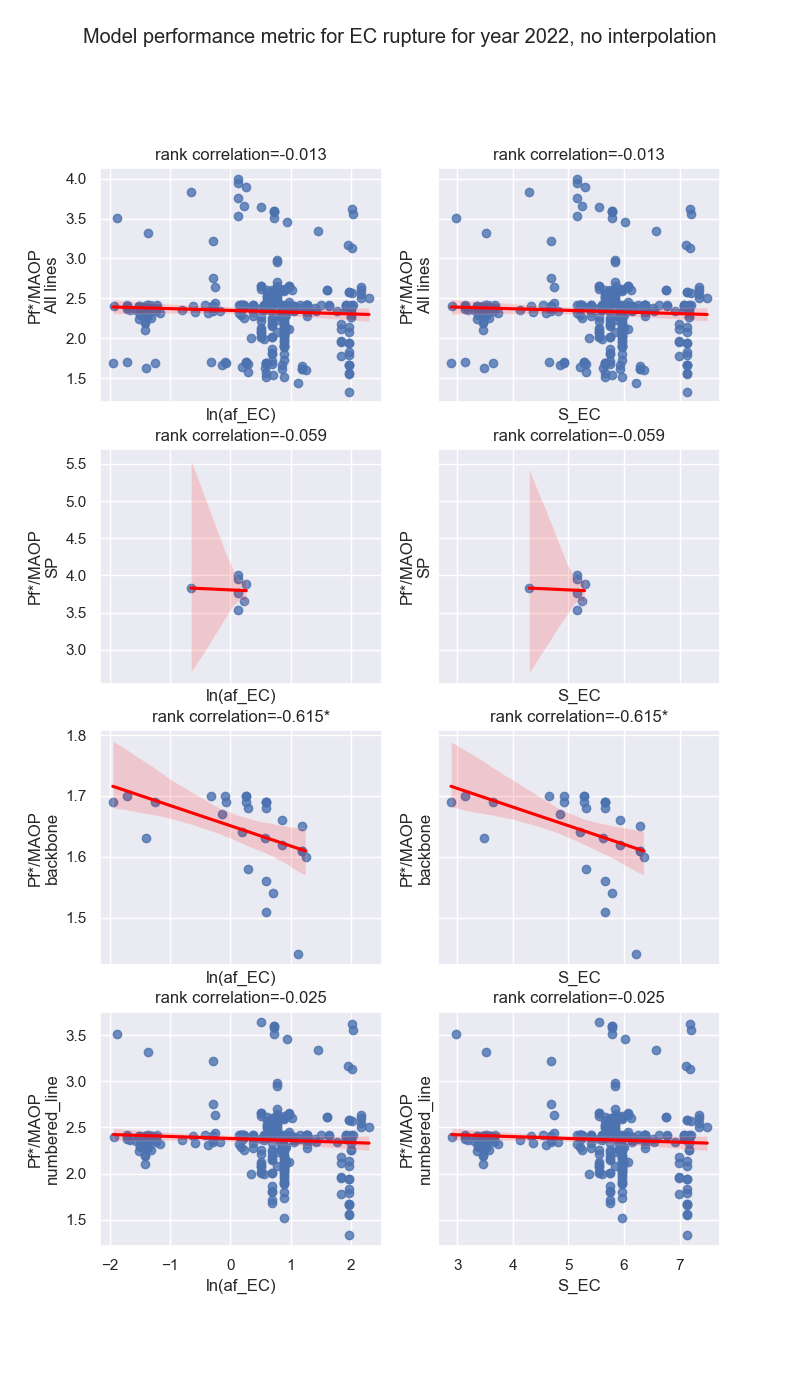 Model performance metric for EC rupture for year 2022, no interpolation
rank correlation=-0.013
rank correlation=-0.013
4.0
3.5
3.0
2.5
2.0
1.5
Pf*/MAOP
All lines
Pf*/MAOP
All lines
ln(af_EC)
S_EC
rank correlation=-0.059
rank correlation=-0.059
5.5
5.0
4.5
4.0
3.5
3.0
Pf*/MAOP
SP
Pf*/MAOP
SP
ln(af_EC)
S_EC
rank correlation=-0.615*
rank correlation=-0.615*
1.8
1.7
1.6
1.5
Pf*/MAOP
backbone
Pf*/MAOP
backbone
ln(af_EC)
S_EC
rank correlation=-0.025
rank correlation=-0.025
3.5
3.0
2.5
2.0
1.5
Pf*/MAOP
numbered_line
Pf*/MAOP
numbered_line
−2 −1 0 1 2
3 4 5 6 7
ln(af_EC)
S_EC